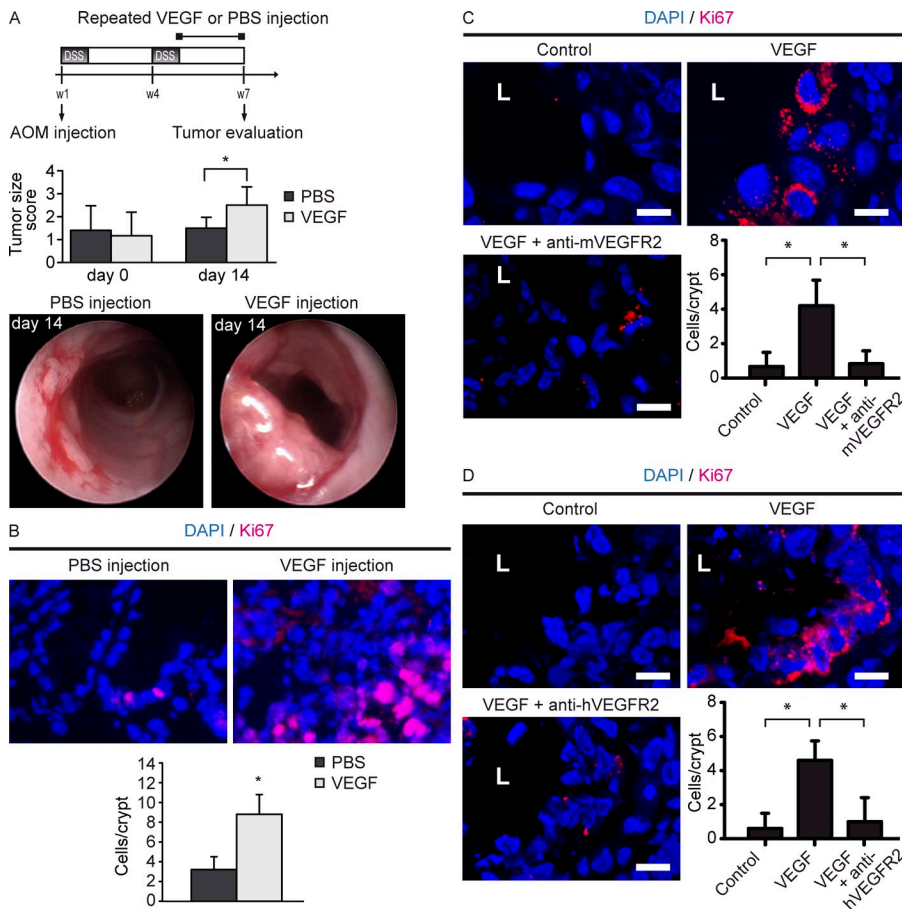 A
Repeated VEGF or PBS injection
DSS DSS
w1 w4 w7
AOM injection Tumor evaluation
Tumor size
score
4
3
2
1
0
*
PBS
VEGF
day 0 day 14
PBS injection VEGF injection
day 14 day 14
B
DAPI / Ki67
PBS injection VEGF injection
Cells/crypt
14
12
10
8
6
4
2
0
*
PBS
VEGF
C
DAPI / Ki67
Control VEGF
L L
VEGF + anti-mVEGFR2
L
Cells/crypt
8
6
4
2
0
* *
Control
VEGF
VEGF
+ anti-
mVEGFR2
D
DAPI / Ki67
Control VEGF
L L
VEGF + anti-hVEGFR2
L
Cells/crypt
8
6
4
2
0
* *
Control
VEGF
VEGF
+ anti-
hVEGFR2